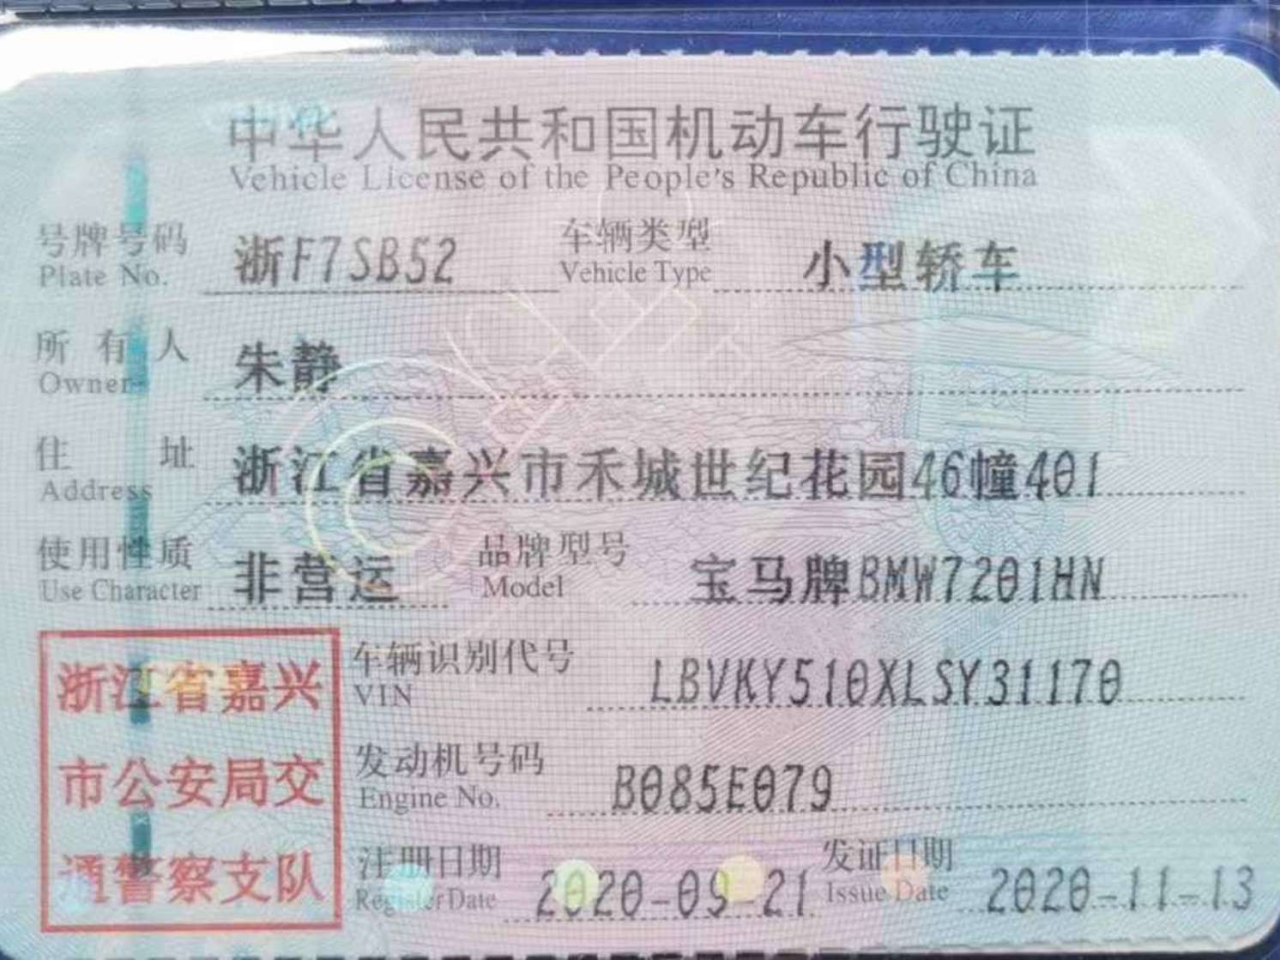 中华人民共和国机动车行驶证
Vehicle License of the People's Republic of China
号牌号码 浙F7SB52 车辆类型 小型轿车
Plate No. Vehicle Type
所有人 朱静
Owner
住址 浙江省嘉兴市禾城世纪花园46幢401
Address
使用性质 非营运 品牌型号 宝马牌BMW7201HN
Use Character Model
浙江省嘉兴
市公安局交
通警察支队
车辆识别代号 LBVKY510XLSY31170
VIN
发动机号码 B085E079
Engine No.
注册日期 2020-09-21 发证日期 2020-11-13
Register Date Issue Date